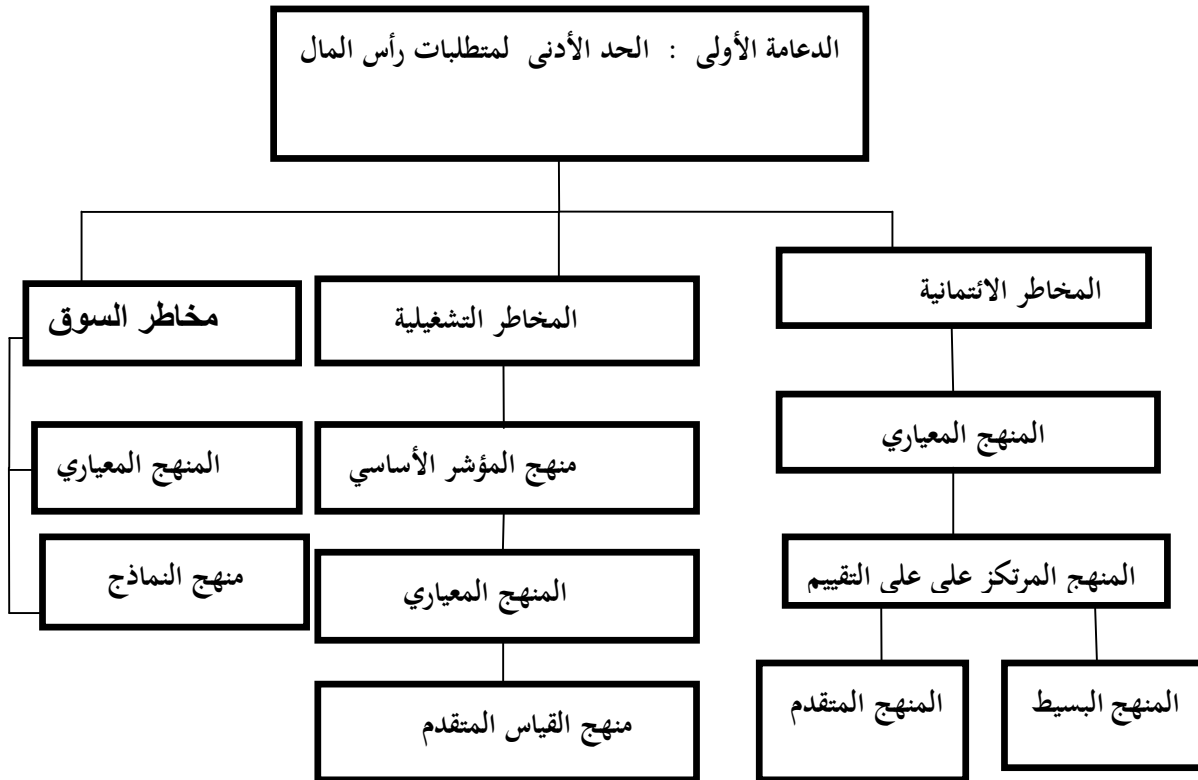 الدعامة الأولى : الحد الأدنى لمتطلبات رأس المال
المخاطر الائتمانية
المخاطر التشغيلية
مخاطر السوق
المنهج المعياري
منهج المؤشر الأساسي
المنهج المعياري
المنهج المرتكز على على التقييم
المنهج المعياري
منهج النماذج
المنهج البسيط
المنهج المتقدم
منهج القياس المتقدم